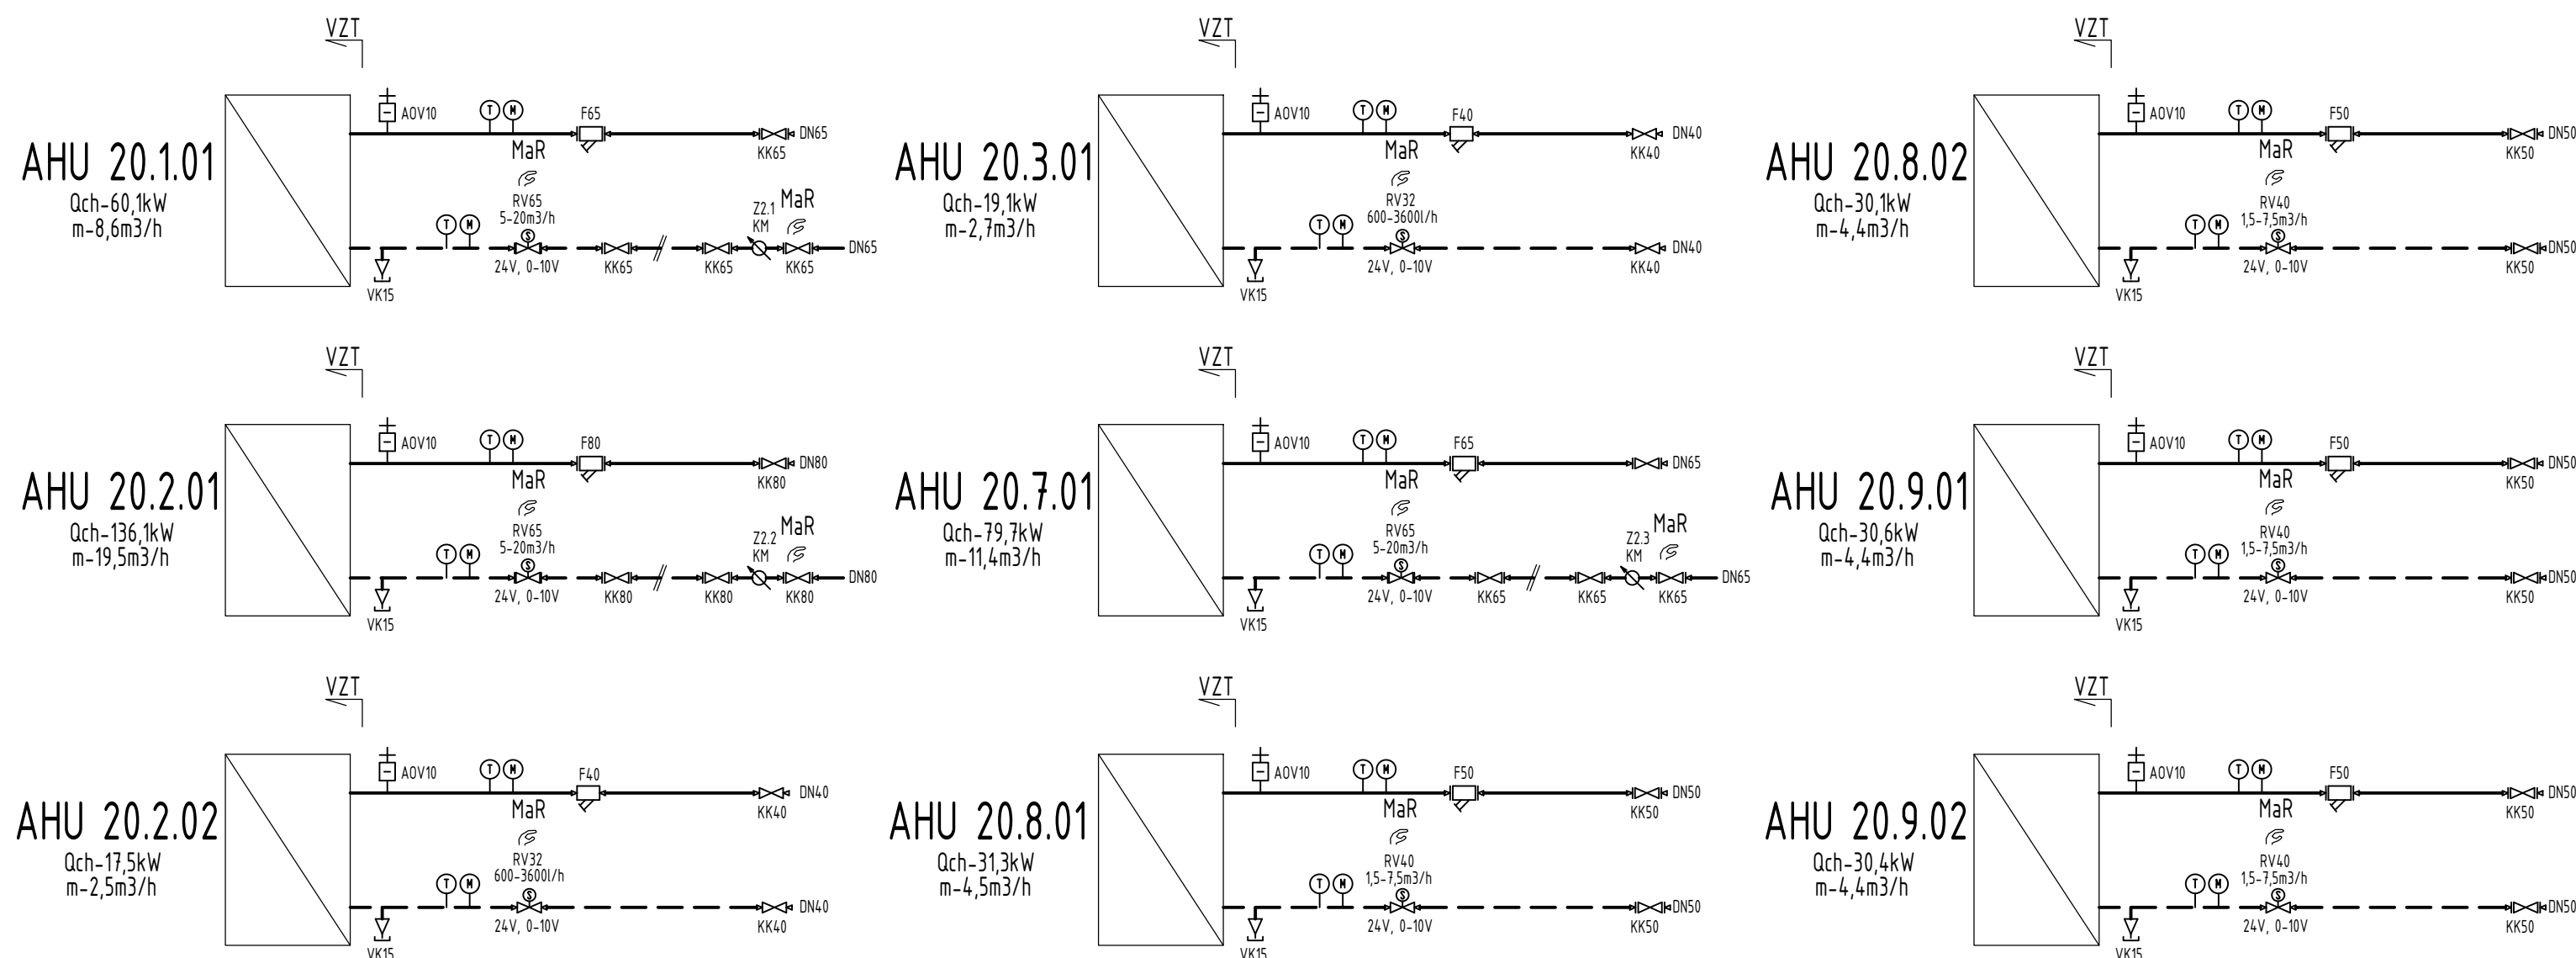 VZT
AOV10
T
M
F65
DN65
KK65
MaR
AHU 20.1.01
Qch-60,1kW
m-8,6m3/h
RV65
5-20m3/h
Z2.1
KM
MaR
T
M
S
DN65
24V, 0-10V
KK65
KK65
KK65
VK15
VZT
AOV10
T
M
F40
DN40
KK40
MaR
AHU 20.3.01
Qch-19,1kW
m-2,7m3/h
RV32
600-3600l/h
T
M
S
DN40
24V, 0-10V
KK40
VK15
VZT
AOV10
T
M
F50
DN50
KK50
MaR
AHU 20.8.02
Qch-30,1kW
m-4,4m3/h
RV40
1,5-7,5m3/h
T
M
S
DN50
24V, 0-10V
KK50
VK15
VZT
AOV10
T
M
F80
DN80
KK80
MaR
AHU 20.2.01
Qch-136,1kW
m-19,5m3/h
RV65
5-20m3/h
Z2.2
KM
MaR
T
M
S
DN80
24V, 0-10V
KK80
KK80
KK80
VK15
VZT
AOV10
T
M
F65
DN65
MaR
AHU 20.7.01
Qch-79,7kW
m-11,4m3/h
RV65
5-20m3/h
Z2.3
KM
MaR
T
M
S
DN65
24V, 0-10V
KK65
KK65
KK65
VK15
VZT
AOV10
T
M
F50
DN50
KK50
MaR
AHU 20.9.01
Qch-30,6kW
m-4,4m3/h
RV40
1,5-7,5m3/h
T
M
S
DN50
24V, 0-10V
KK50
VK15
VZT
AOV10
T
M
F40
DN40
KK40
MaR
AHU 20.2.02
Qch-17,5kW
m-2,5m3/h
RV32
600-3600l/h
T
M
S
DN40
24V, 0-10V
KK40
VK15
VZT
AOV10
T
M
F50
DN50
KK50
MaR
AHU 20.8.01
Qch-31,3kW
m-4,5m3/h
RV40
1,5-7,5m3/h
T
M
S
DN50
24V, 0-10V
KK50
VK15
VZT
AOV10
T
M
F50
DN50
KK50
MaR
AHU 20.9.02
Qch-30,4kW
m-4,4m3/h
RV40
1,5-7,5m3/h
T
M
S
DN50
24V, 0-10V
KK50
VK15